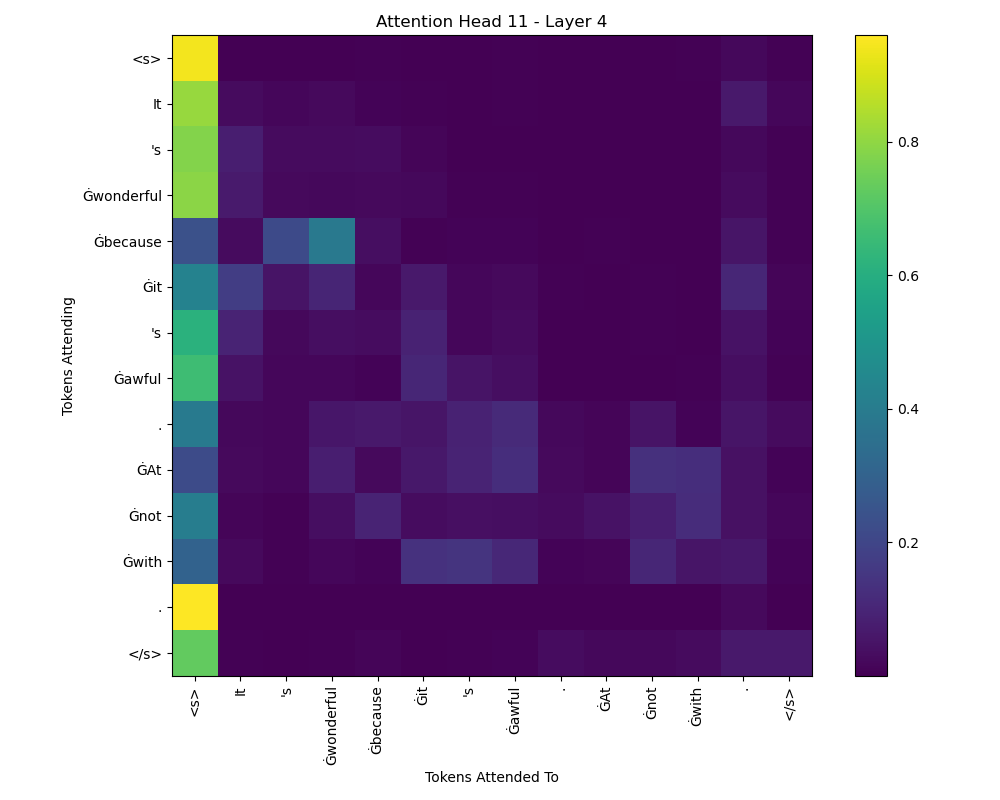 Attention Head 11 - Layer 4
Tokens Attending
<s>
It
's
Ġwonderful
Ġbecause
Ġit
's
Ġawful
.
ĠAt
Ġnot
Ġwith
.
</s>
<s>
It
's
Ġwonderful
Ġbecause
Ġit
's
Ġawful
.
ĠAt
Ġnot
Ġwith
.
</s>
Tokens Attended To
0.8
0.6
0.4
0.2